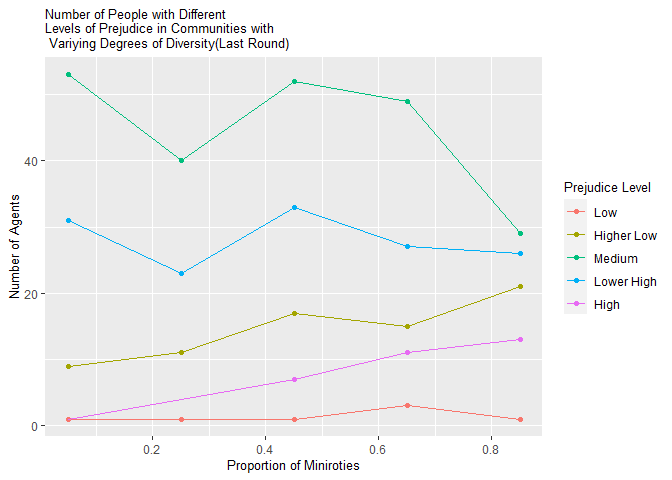 Number of People with Different
Levels of Prejudice in Communities with
Variying Degrees of Diversity(Last Round)
Number of Agents
40
20
0
0.2 0.4 0.6 0.8
Proportion of Miniroties
Prejudice Level
Low
Higher Low
Medium
Lower High
High